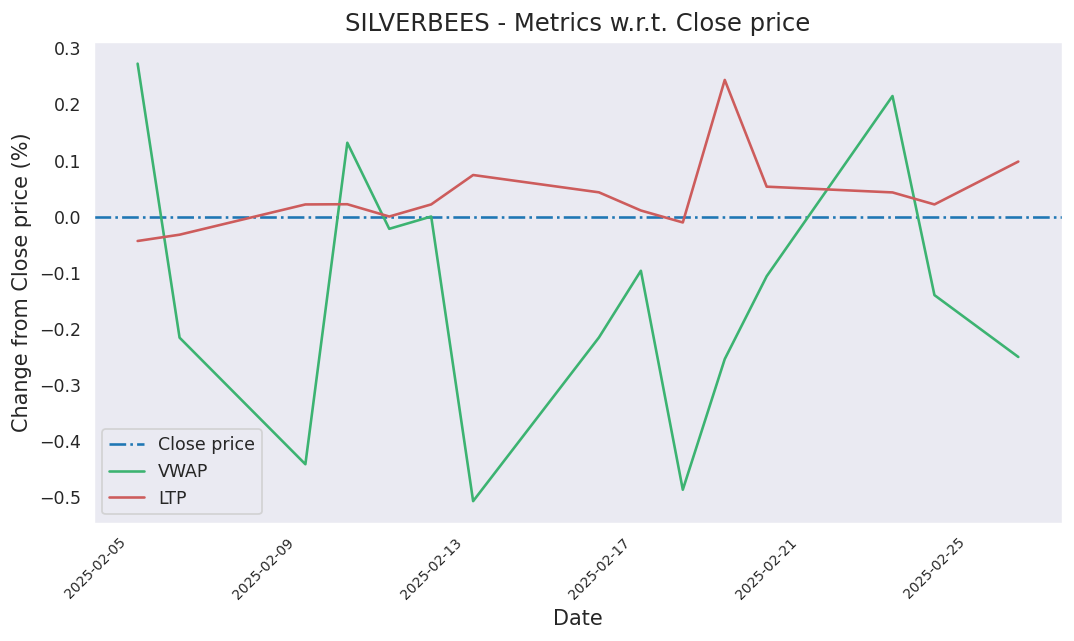 SILVERBEES - Metrics w.r.t. Close price
Change from Close price (%)
0.3
0.2
0.1
0.0
−0.1
−0.2
−0.3
−0.4
−0.5
Close price
VWAP
LTP
2025-02-05
2025-02-09
2025-02-13
2025-02-17
2025-02-21
2025-02-25
Date